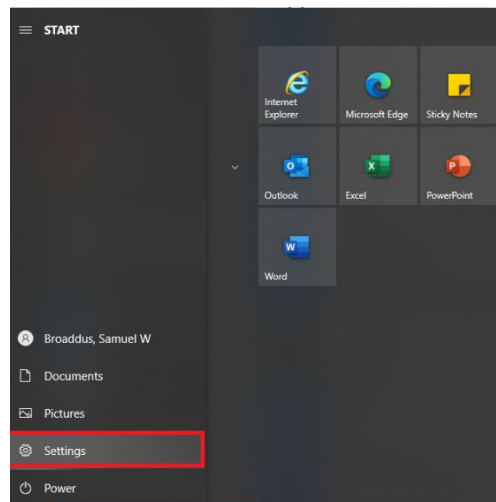 START
Internet
Explorer
Microsoft Edge
Sticky Notes
Outlook
Excel
PowerPoint
Word
Broaddus, Samuel W
Documents
Pictures
Settings
Power